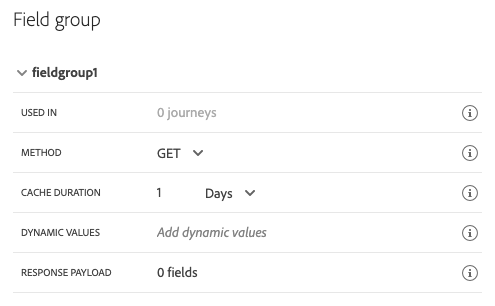 Field group
fieldgroup1
USED IN 0 journeys
METHOD GET
CACHE DURATION 1 Days
DYNAMIC VALUES Add dynamic values
RESPONSE PAYLOAD 0 fields